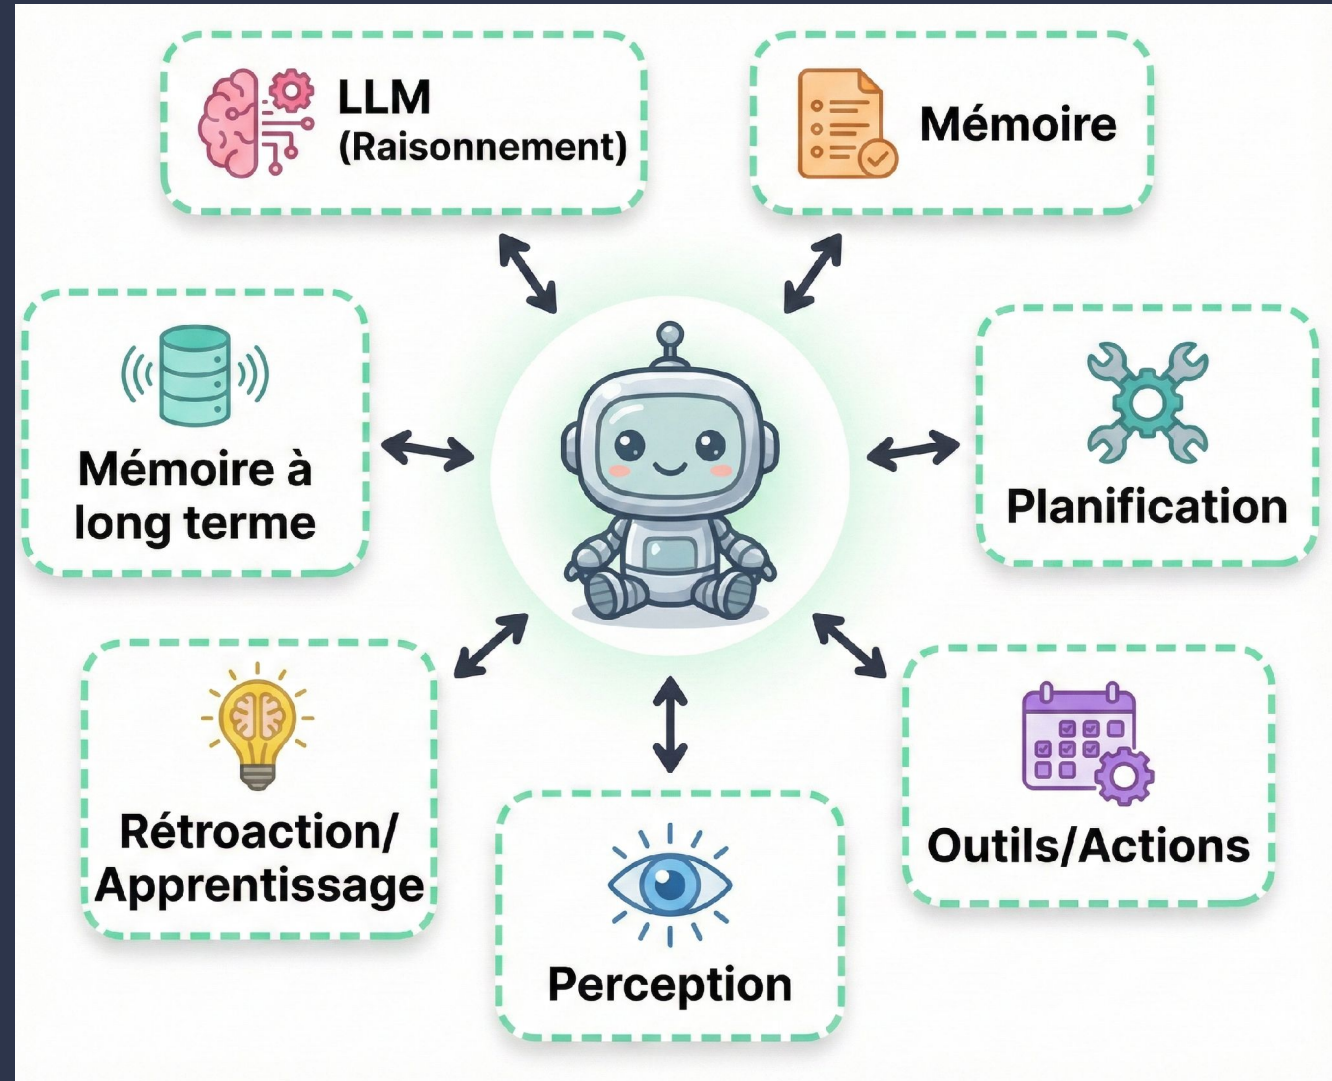 LLM
(Raisonnement)
Mémoire
Mémoire à
long terme
Planification
Rétroaction/
Apprentissage
Outils/Actions
Perception